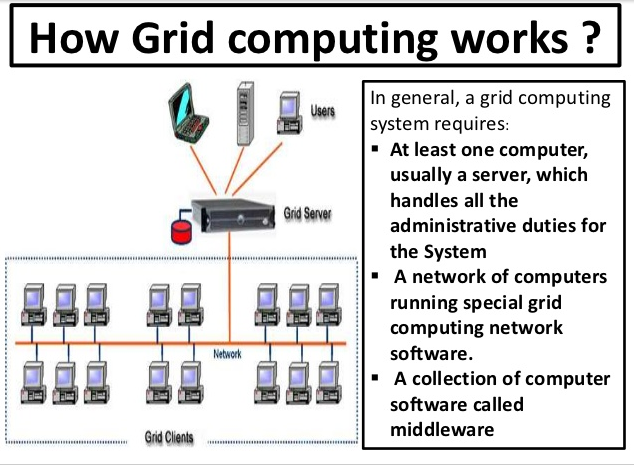 How Grid computing works ?
Users
Grid Server
Network
Grid Clients
In general, a grid computing
system requires:
▪ At least one computer,
usually a server, which
handles all the
administrative duties for
the System
▪ A network of computers
running special grid
computing network
software.
▪ A collection of computer
software called
middleware